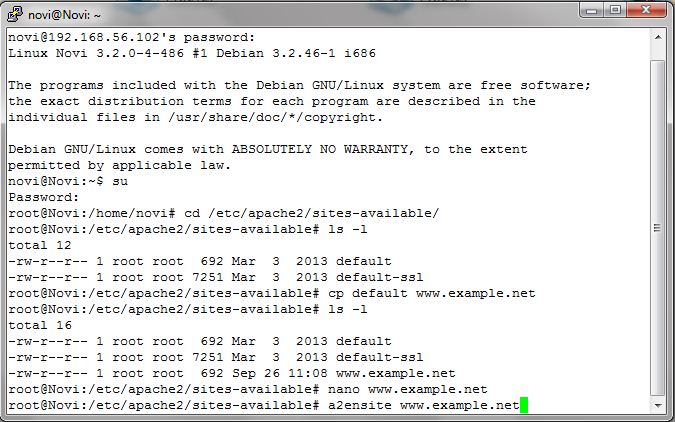 novi@Novi: ~
novi@192.168.56.102's password:
Linux Novi 3.2.0-4-486 #1 Debian 3.2.46-1 i686
The programs included with the Debian GNU/Linux system are free software;
the exact distribution terms for each program are described in the
individual files in /usr/share/doc/*/copyright.
Debian GNU/Linux comes with ABSOLUTELY NO WARRANTY, to the extent
permitted by applicable law.
novi@Novi:~$ su
Password:
root@Novi:/home/novi# cd /etc/apache2/sites-available/
root@Novi:/etc/apache2/sites-available# ls -l
total 12
-rw-r--r-- 1 root root  692 Mar  3  2013 default
-rw-r--r-- 1 root root 7251 Mar  3  2013 default-ssl
root@Novi:/etc/apache2/sites-available# cp default www.example.net
root@Novi:/etc/apache2/sites-available# ls -l
total 16
-rw-r--r-- 1 root root  692 Mar  3  2013 default
-rw-r--r-- 1 root root 7251 Mar  3  2013 default-ssl
-rw-r--r-- 1 root root  692 Sep 26 11:08 www.example.net
root@Novi:/etc/apache2/sites-available# nano www.example.net
root@Novi:/etc/apache2/sites-available# a2ensite www.example.net